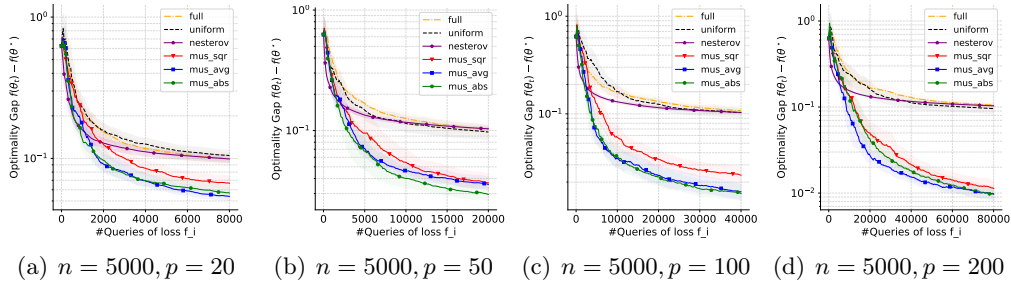 Optimality Gap f(θt) − f(θ*)
10⁰
10⁻¹
full
uniform
nesterov
mus_sqr
mus_avg
mus_abs
0 2000 4000 6000 8000
#Queries of loss f_i
(a) n = 5000, p = 20
Optimality Gap f(θt) − f(θ*)
10⁻¹
full
uniform
nesterov
mus_sqr
mus_avg
mus_abs
0 5000 10000 15000 20000
#Queries of loss f_i
(b) n = 5000, p = 50
Optimality Gap f(θt) − f(θ*)
10⁰
10⁻¹
full
uniform
nesterov
mus_sqr
mus_avg
mus_abs
0 10000 20000 30000 40000
#Queries of loss f_i
(c) n = 5000, p = 100
Optimality Gap f(θt) − f(θ*)
10⁰
10⁻¹
10⁻²
full
uniform
nesterov
mus_sqr
mus_avg
mus_abs
0 20000 40000 60000 80000
#Queries of loss f_i
(d) n = 5000, p = 200